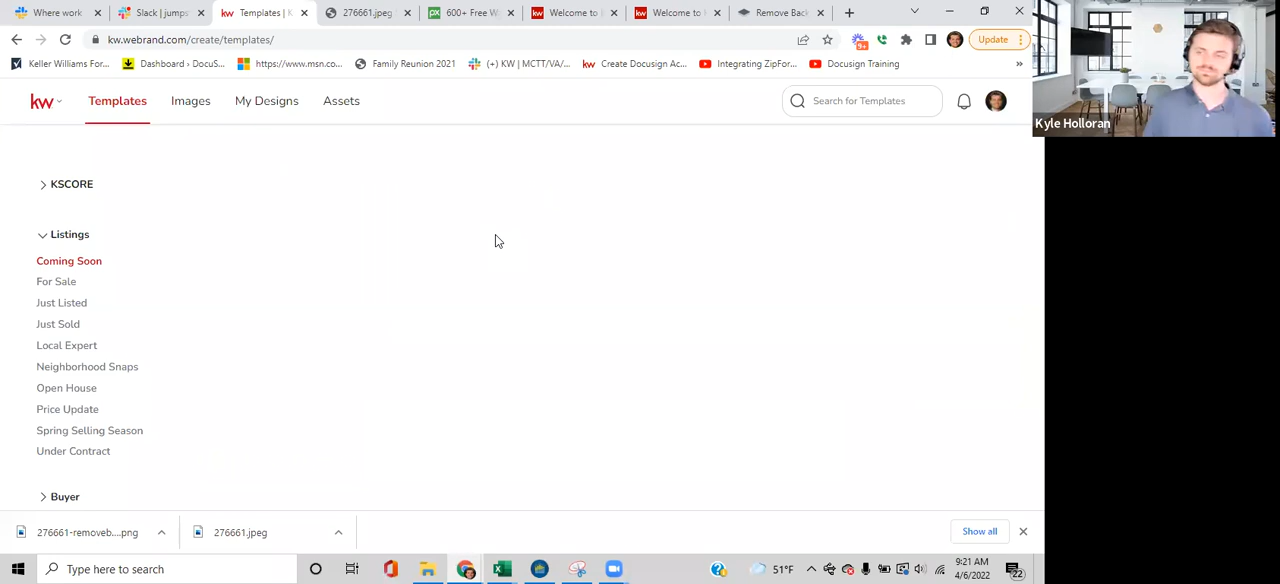 Where work
Slack | jumps
Templates | K
276661.jpeg
600+ Free W
Welcome to
Welcome to
Remove Back
kw.webrand.com/create/templates/
9+
Update
Keller Williams For...
Dashboard › DocuS...
https://www.msn.co...
Family Reunion 2021
(+) KW | MCTT/VA/...
Create Docusign Ac...
Integrating ZipFor...
Docusign Training
»
kw
Templates
Images
My Designs
Assets
Search for Templates
Kyle Holloran
KSCORE
Listings
Coming Soon
For Sale
Just Listed
Just Sold
Local Expert
Neighborhood Snaps
Open House
Price Update
Spring Selling Season
Under Contract
Buyer
276661-removeb....png
276661.jpeg
Show all
Type here to search
51°F
9:21 AM
4/6/2022
22